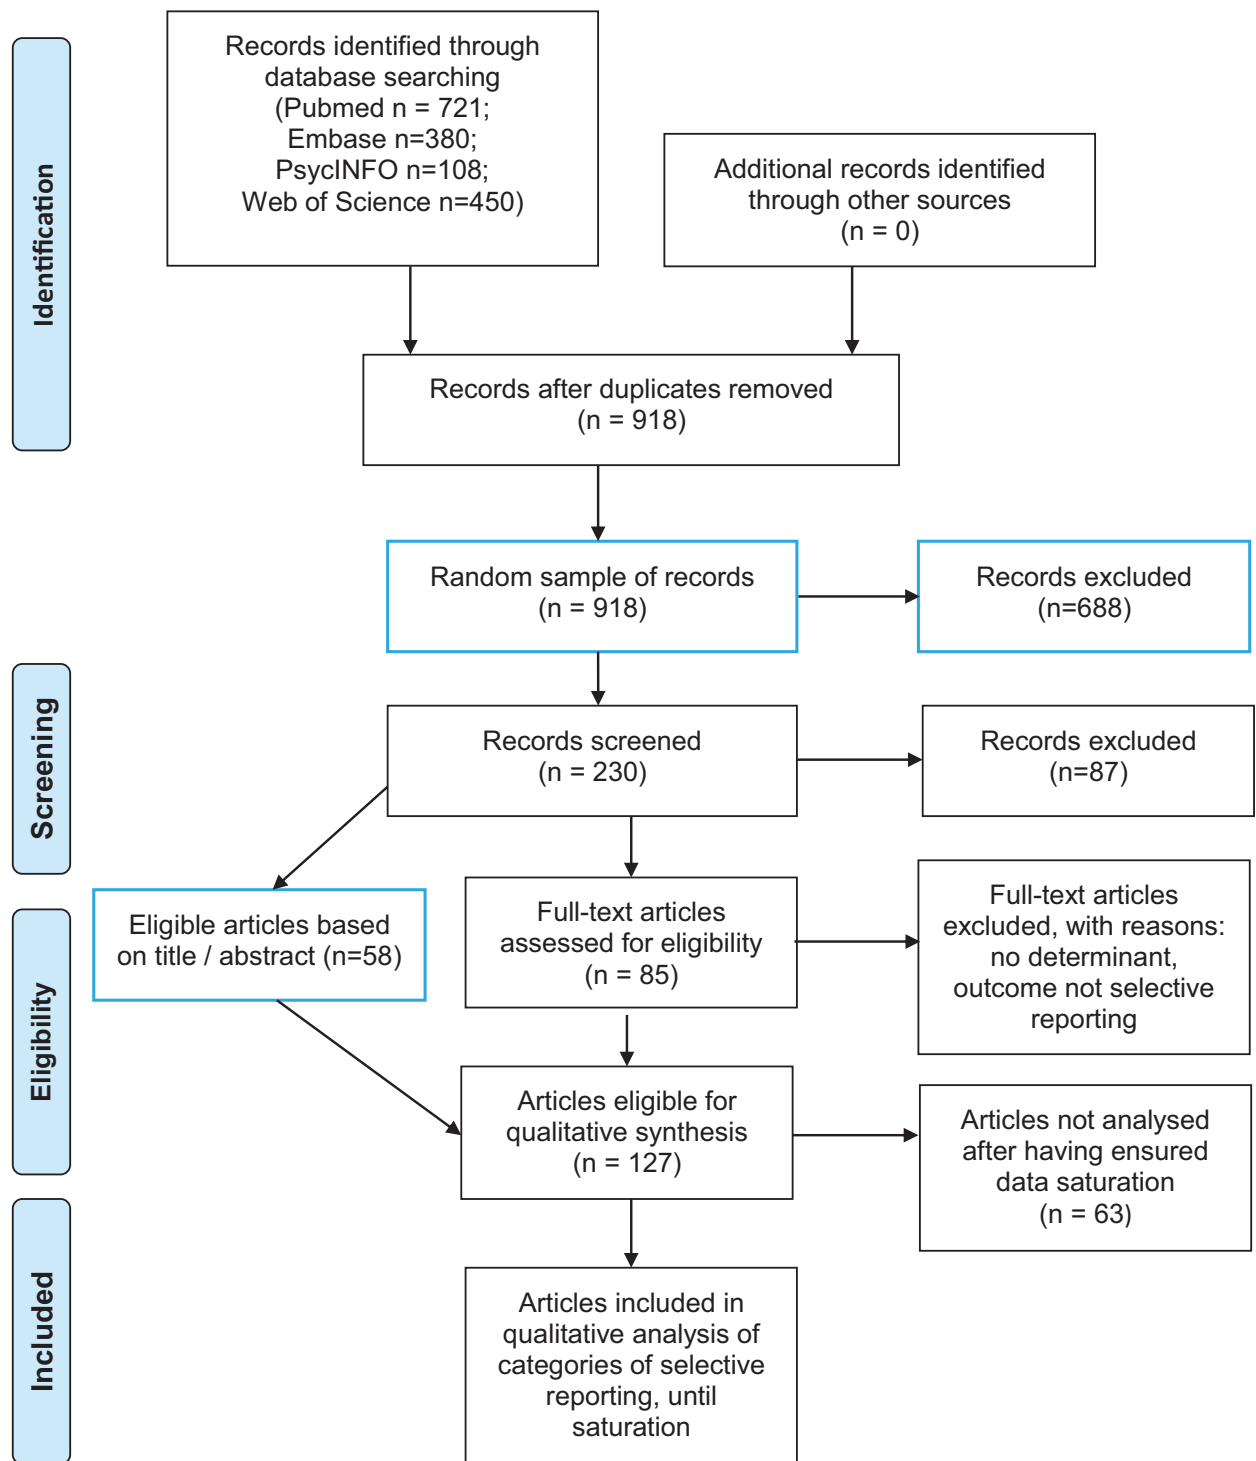 Identification
Records identified through
database searching
(Pubmed n = 721;
Embase n=380;
PsycINFO n=108;
Web of Science n=450)
Additional records identified
through other sources
(n = 0)
Records after duplicates removed
(n = 918)
Random sample of records
(n = 918)
Records excluded
(n=688)
Screening
Records screened
(n = 230)
Records excluded
(n=87)
Eligibility
Eligible articles based
on title / abstract (n=58)
Full-text articles
assessed for eligibility
(n = 85)
Full-text articles
excluded, with reasons:
no determinant,
outcome not selective
reporting
Articles eligible for
qualitative synthesis
(n = 127)
Articles not analysed
after having ensured
data saturation
(n = 63)
Included
Articles included in
qualitative analysis of
categories of selective
reporting, until
saturation